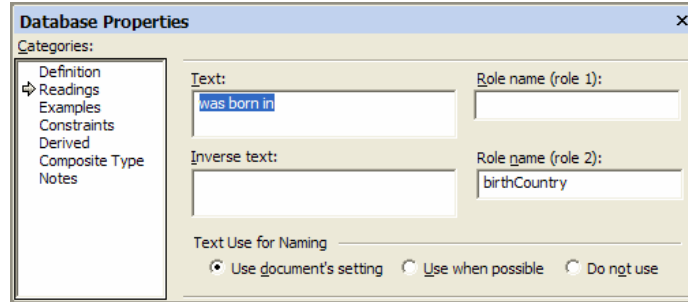 Database Properties
Categories:
Definition
Readings
Examples
Constraints
Derived
Composite Type
Notes
Text:
was born in
Role name (role 1):
Inverse text:
Role name (role 2):
birthCountry
Text Use for Naming
Use document's setting Use when possible Do not use